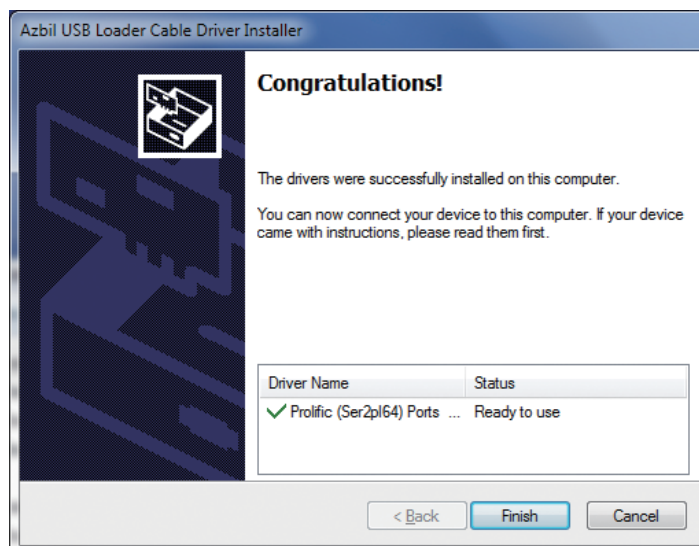 Azbil USB Loader Cable Driver Installer
Congratulations!
The drivers were successfully installed on this computer.
You can now connect your device to this computer. If your device
came with instructions, please read them first.
Driver Name Status
Prolific (Ser2pl64) Ports ... Ready to use
< Back Finish Cancel